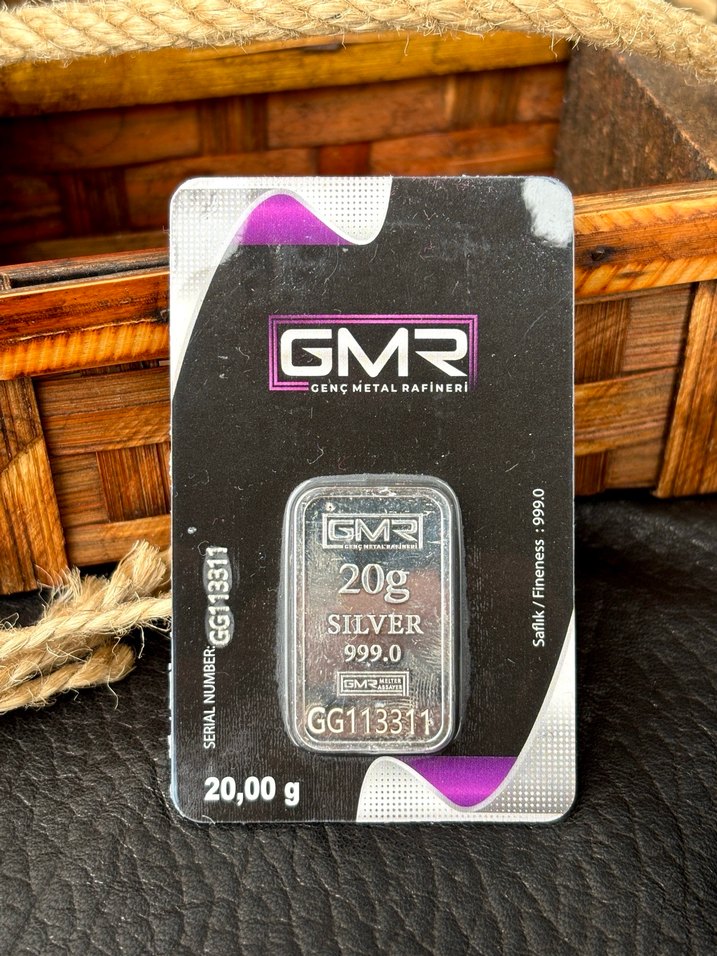 GMR
GENÇ METAL RAFİNERİ
GMR
GENÇ METAL RAFİNERİ
20g
SILVER
999.0
GMR MELTER
ASSAYER
GG113311
SERIAL NUMBER: GG113311
Saflık / Fineness : 999.0
20,00 g